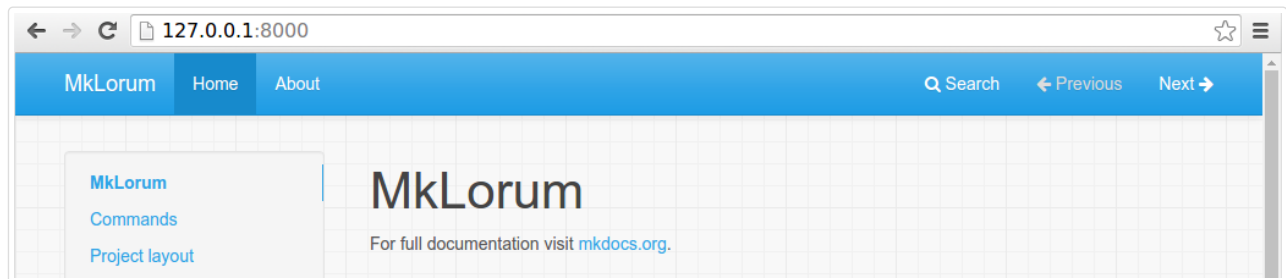 127.0.0.1:8000
MkLorum Home About Search Previous Next
MkLorum
Commands
Project layout
MkLorum
For full documentation visit mkdocs.org.